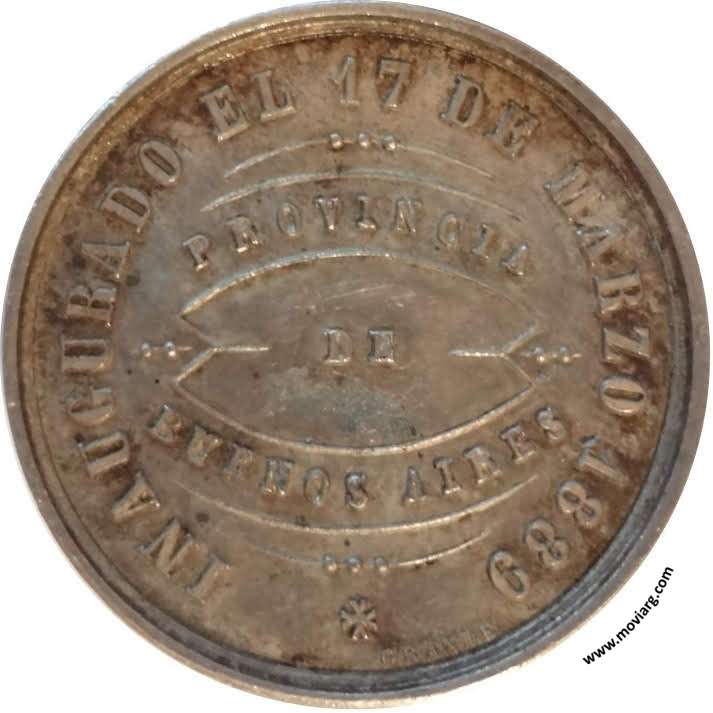 INAUGURADO EL 17 DE MARZO 1889
PROVINCIA
DE
BUENOS AIRES
www.moviarg.com